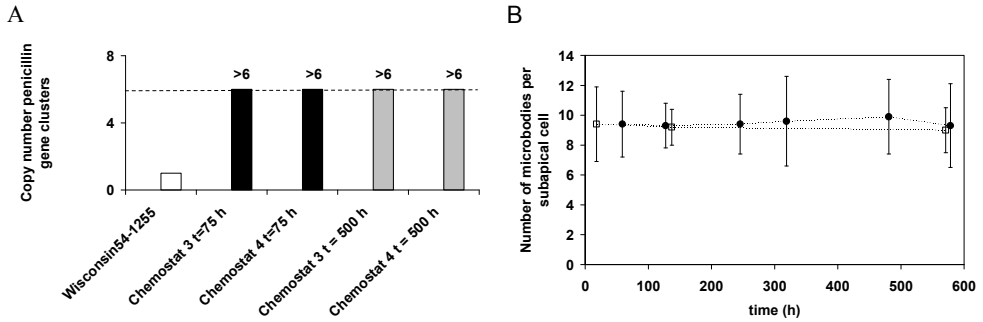 A
Copy number penicillin
gene clusters
8
6
4
2
0
>6
>6
>6
>6
Wisconsin54-1255
Chemostat 3 t=75 h
Chemostat 4 t=75 h
Chemostat 3 t = 500 h
Chemostat 4 t = 500 h
B
Number of microbodies per
subapical cell
14
12
10
8
6
4
2
0
0
100
200
300
400
500
600
time (h)